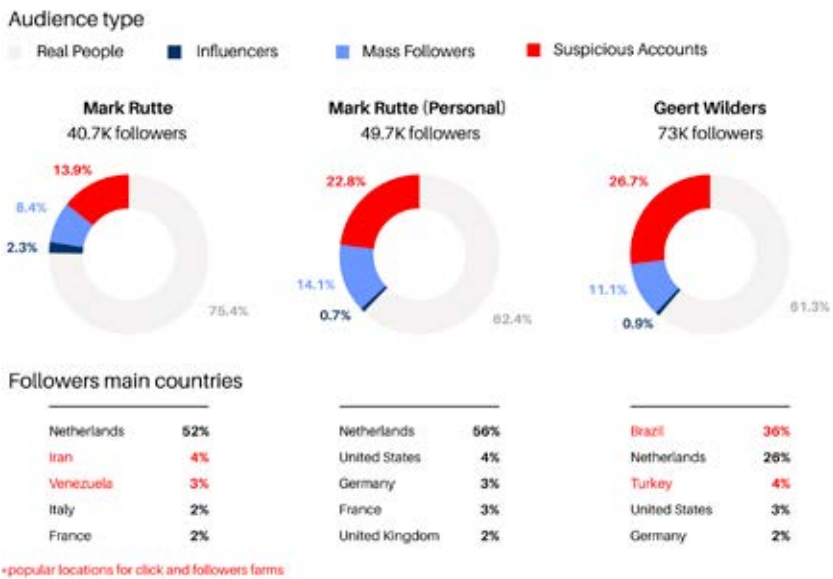 Audience type
Real People Influencers Mass Followers Suspicious Accounts
Mark Rutte Mark Rutte (Personal) Geert Wilders
40.7K followers 49.7K followers 73K followers
13.9% 22.8% 26.7%
8.4% 14.1% 11.1%
2.3% 0.7% 0.9%
75.4% 62.4% 61.3%
Followers main countries
Netherlands 52% Netherlands 56% Brazil 36%
Iran 4% United States 4% Netherlands 26%
Venezuela 3% Germany 3% Turkey 4%
Italy 2% France 3% United States 3%
France 2% United Kingdom 2% Germany 2%
*popular locations for click and followers farms